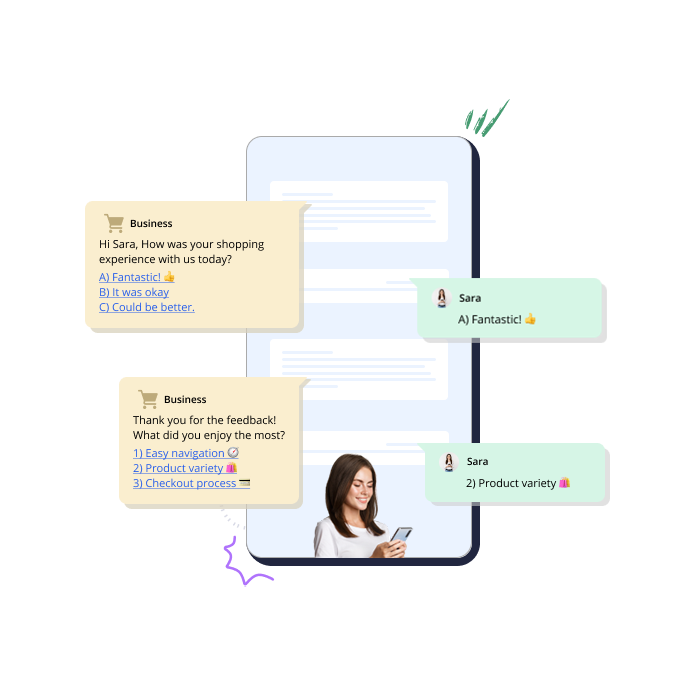 Business
Hi Sara, How was your shopping
experience with us today?
A) Fantastic! 👍
B) It was okay
C) Could be better.
Sara
A) Fantastic! 👍
Business
Thank you for the feedback!
What did you enjoy the most?
1) Easy navigation 🧭
2) Product variety 🛍️
3) Checkout process 💳
Sara
2) Product variety 🛍️